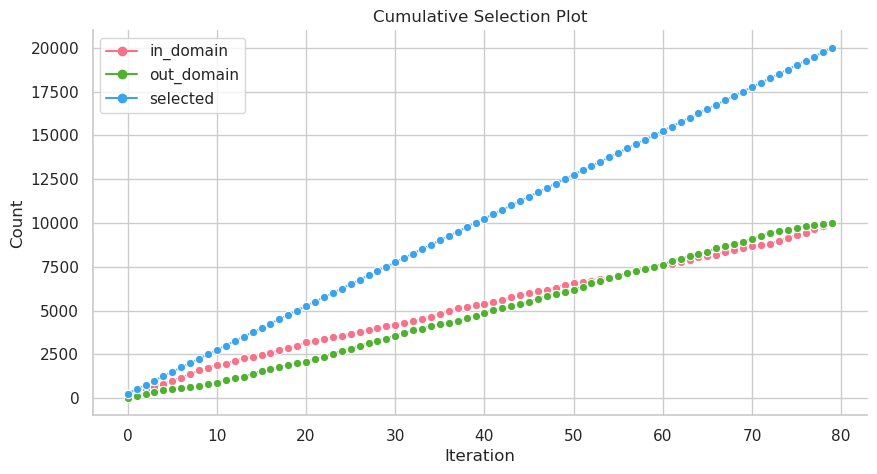 Cumulative Selection Plot
in_domain
out_domain
selected
20000
17500
15000
12500
10000
7500
5000
2500
0
Count
0 10 20 30 40 50 60 70 80
Iteration